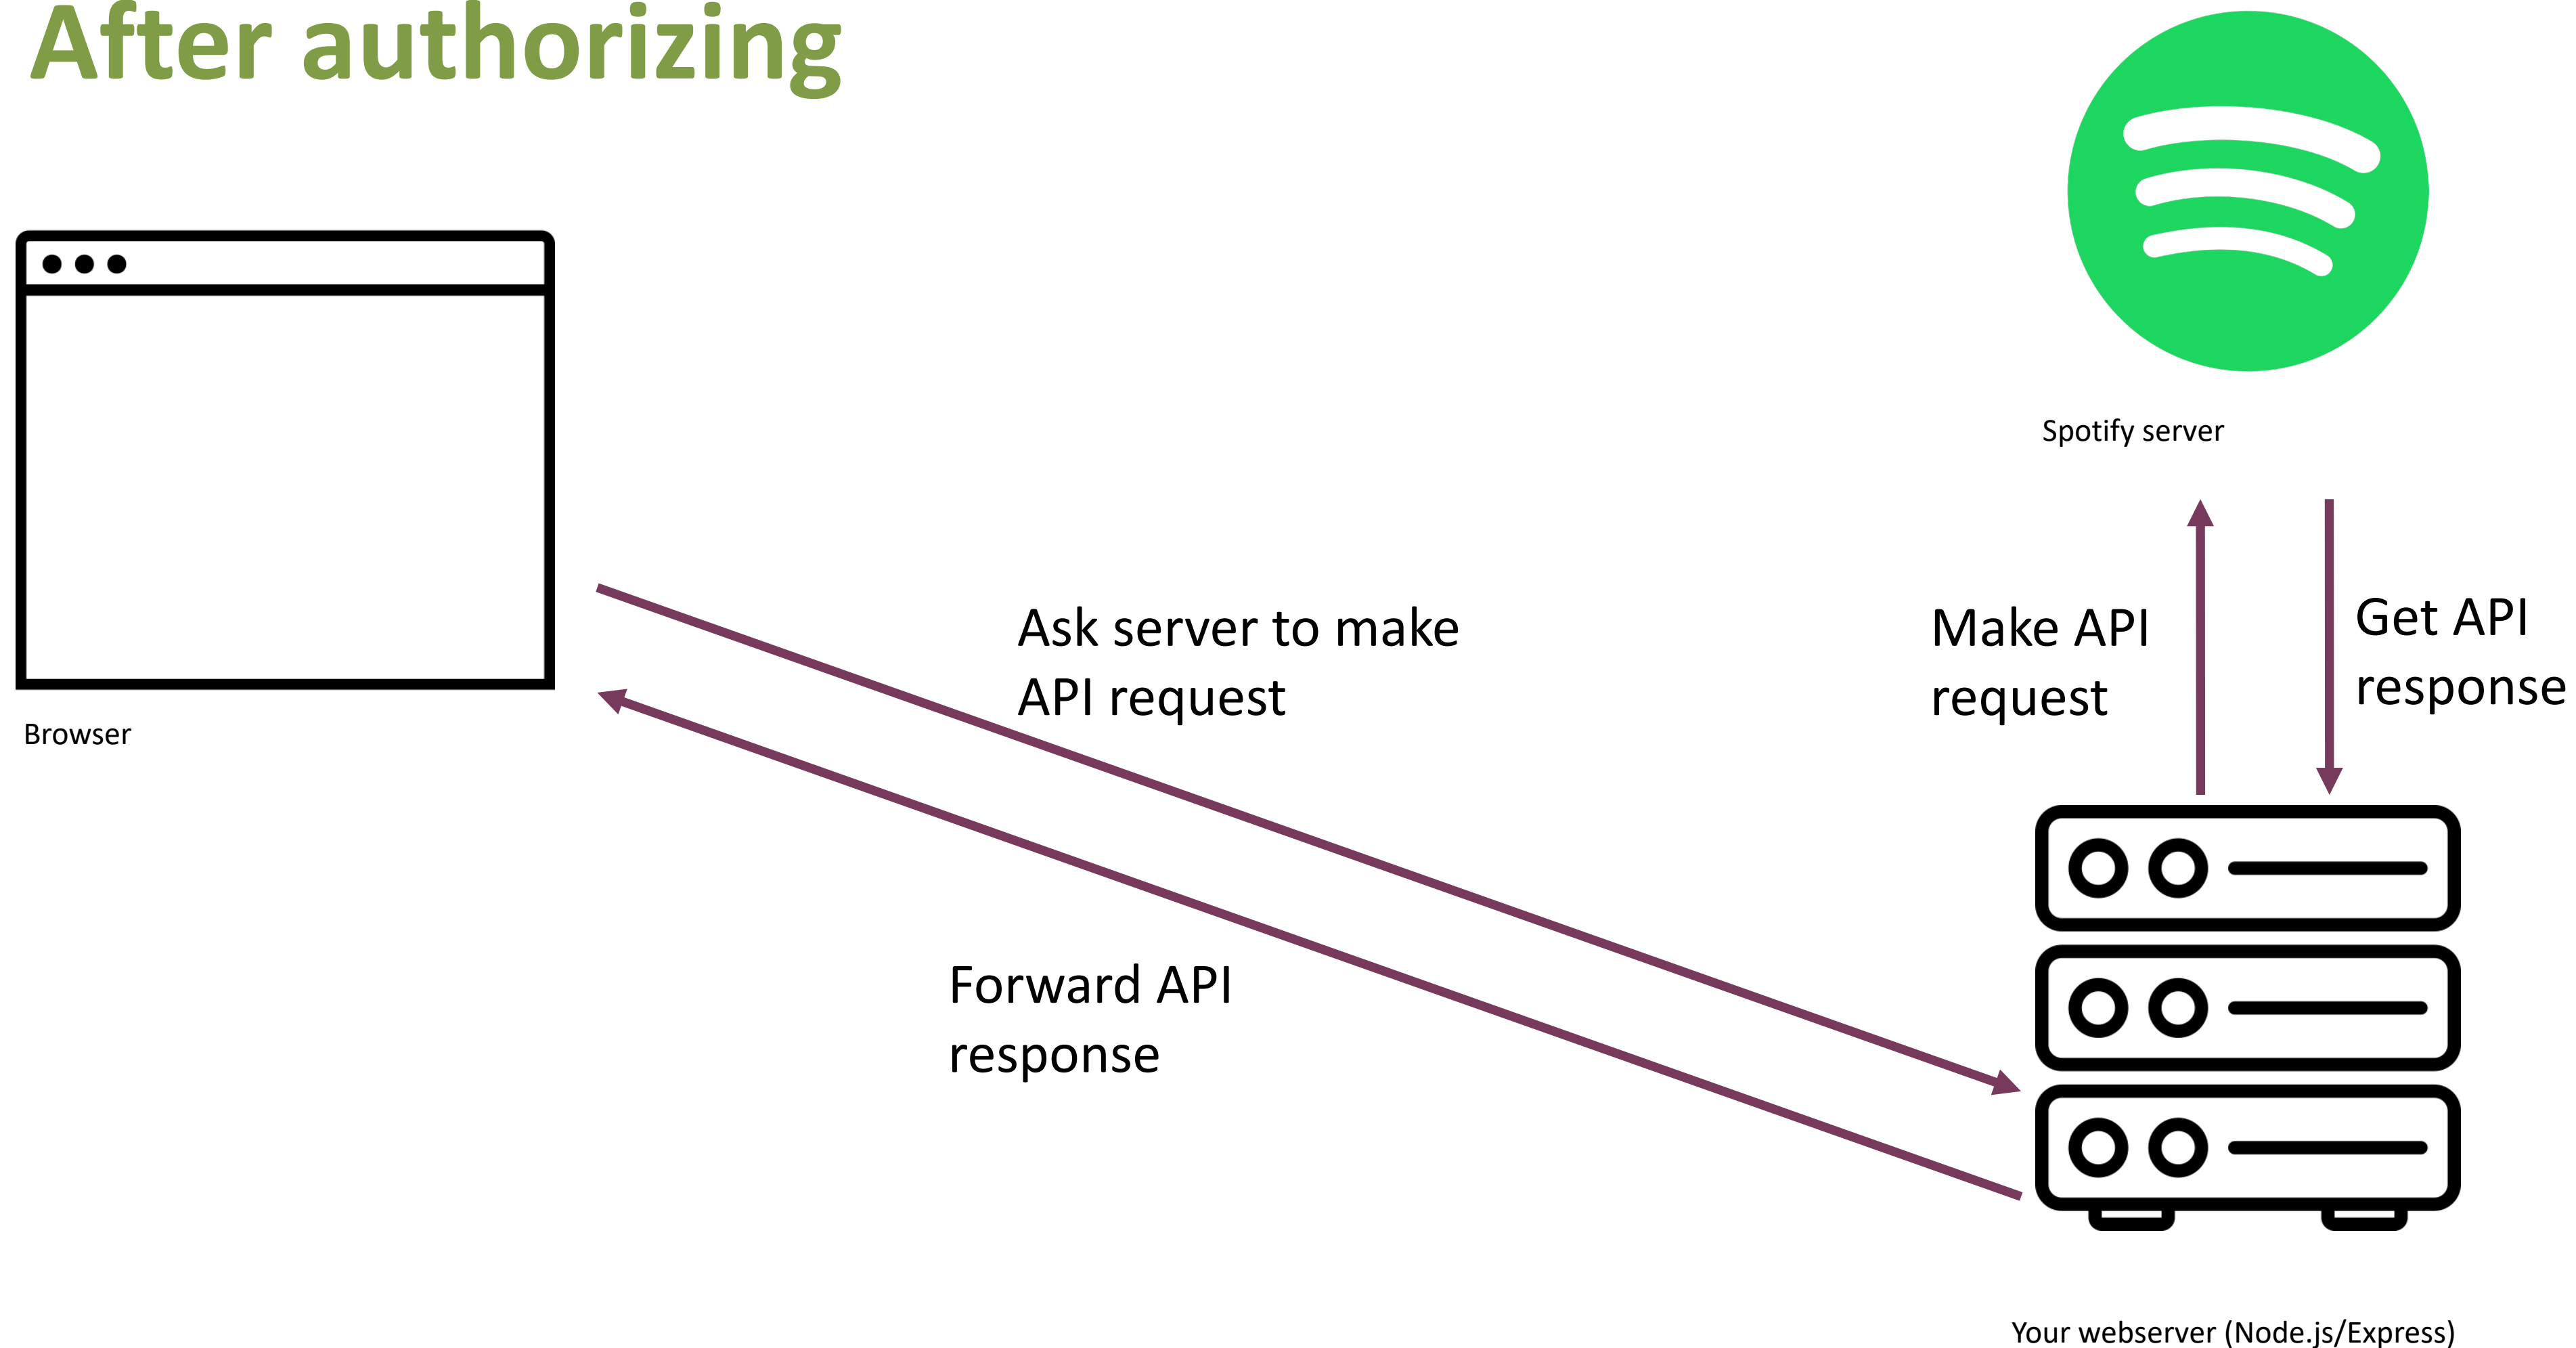 After authorizing
Spotify server
Ask server to make
API request
Make API
request
Get API
response
Browser
Forward API
response
Your webserver (Node.js/Express)